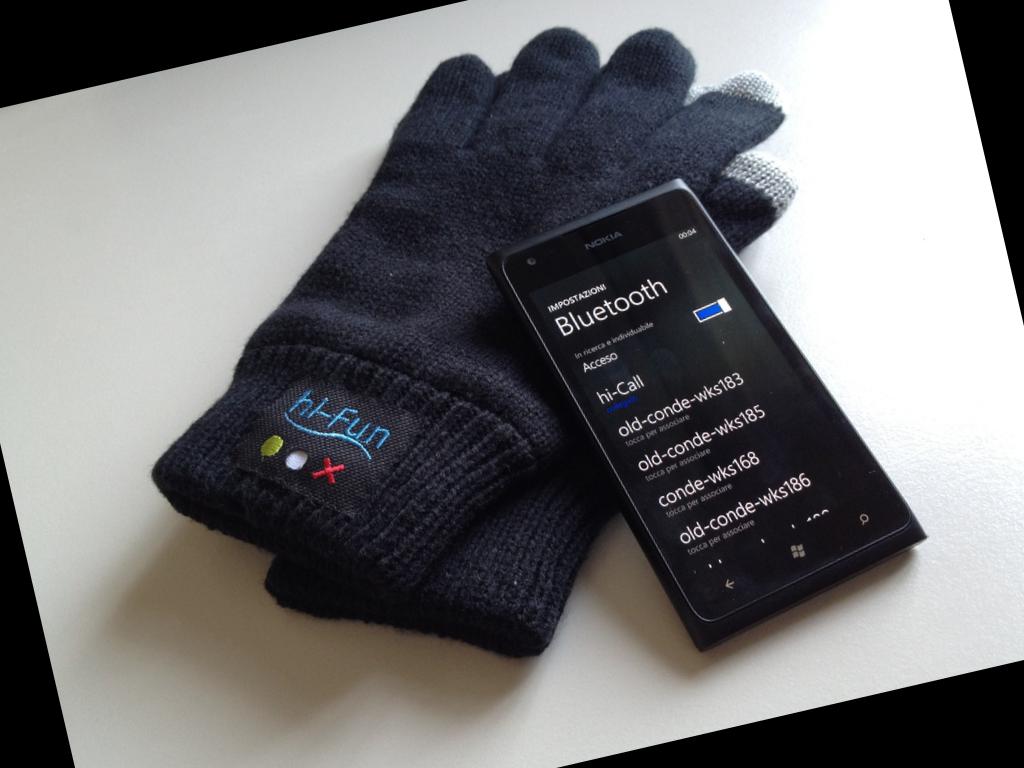 NOKIA
00:04
IMPOSTAZIONI
Bluetooth
In ricerca e individuabile
Acceso
hi-Call
collegato
old-conde-wks183
tocca per associare
old-conde-wks185
tocca per associare
conde-wks168
tocca per associare
old-conde-wks186
tocca per associare
hi-Fun